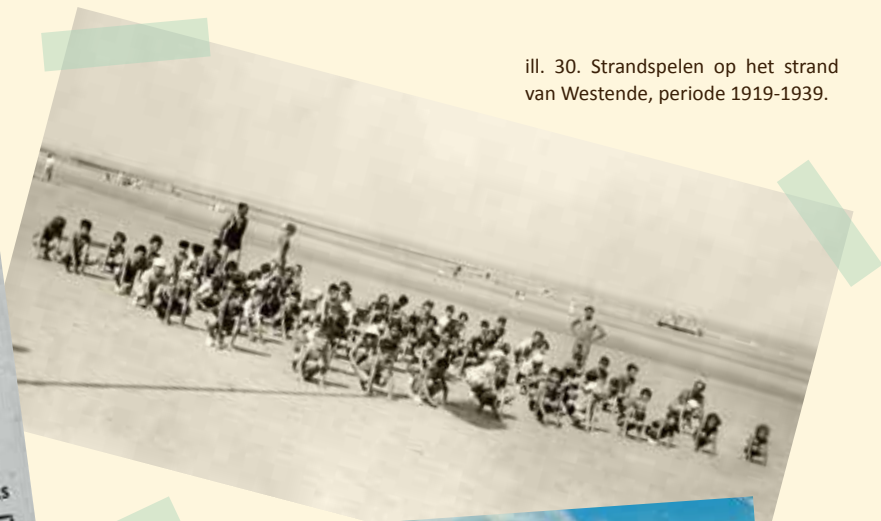 ill. 30. Strandspelen op het strand
van Westende, periode 1919-1939.